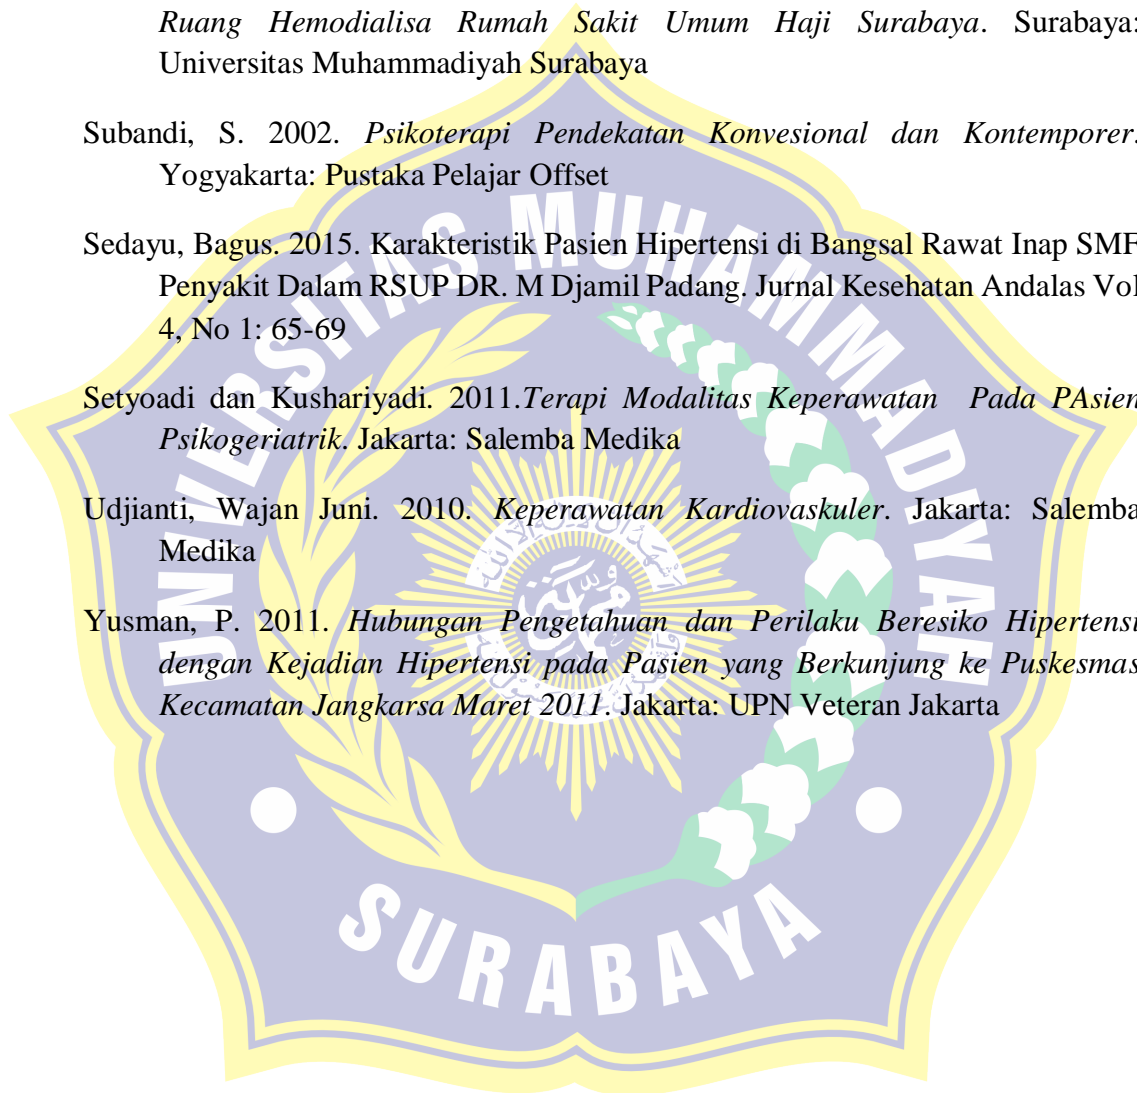 Ruang Hemodialisa Rumah Sakit Umum Haji Surabaya. Surabaya:
Universitas Muhammadiyah Surabaya
Subandi, S. 2002. Psikoterapi Pendekatan Konvesional dan Kontemporer.
Yogyakarta: Pustaka Pelajar Offset
Sedayu, Bagus. 2015. Karakteristik Pasien Hipertensi di Bangsal Rawat Inap SMF
Penyakit Dalam RSUP DR. M Djamil Padang. Jurnal Kesehatan Andalas Vol
4, No 1: 65-69
Setyoadi dan Kushariyadi. 2011.Terapi Modalitas Keperawatan Pada PAsien
Psikogeriatrik. Jakarta: Salemba Medika
Udjianti, Wajan Juni. 2010. Keperawatan Kardiovaskuler. Jakarta: Salemba
Medika
Yusman, P. 2011. Hubungan Pengetahuan dan Perilaku Beresiko Hipertensi
dengan Kejadian Hipertensi pada Pasien yang Berkunjung ke Puskesmas
Kecamatan Jangkarsa Maret 2011. Jakarta: UPN Veteran Jakarta
UNIVERSITAS MUHAMMADIYAH
SURABAYA